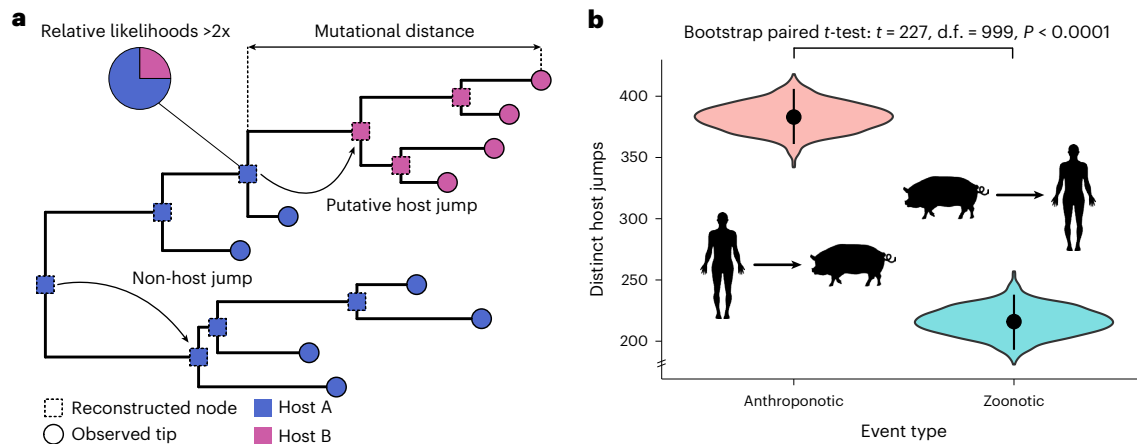 a
Relative likelihoods >2x
Mutational distance
Putative host jump
Non-host jump
Reconstructed node
Host A
Observed tip
Host B
b
Bootstrap paired t-test: t = 227, d.f. = 999, P < 0.0001
Distinct host jumps
400
350
300
250
200
Anthroponotic
Zoonotic
Event type